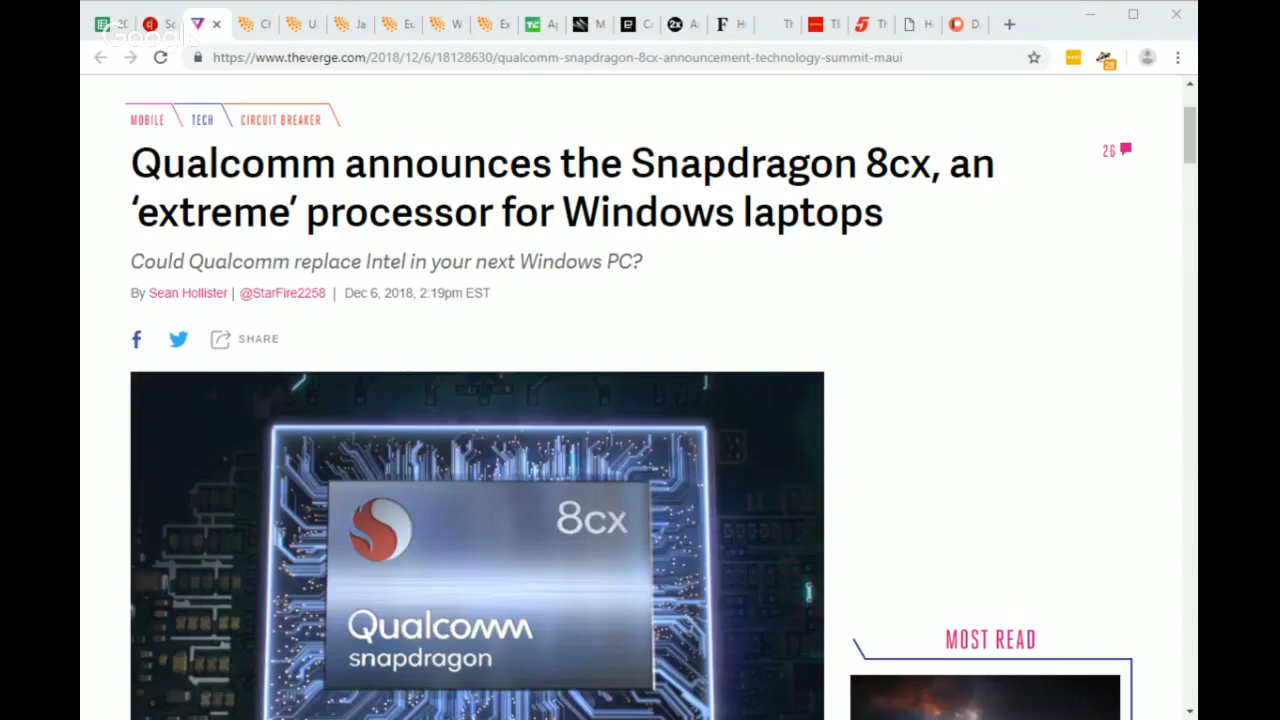 Google
https://www.theverge.com/2018/12/6/18128630/qualcomm-snapdragon-8cx-announcement-technology-summit-maui
28
MOBILE TECH CIRCUIT BREAKER
Qualcomm announces the Snapdragon 8cx, an
‘extreme’ processor for Windows laptops
26
Could Qualcomm replace Intel in your next Windows PC?
By Sean Hollister | @StarFire2258 | Dec 6, 2018, 2:19pm EST
SHARE
8cx
Qualcomm
snapdragon
MOST READ